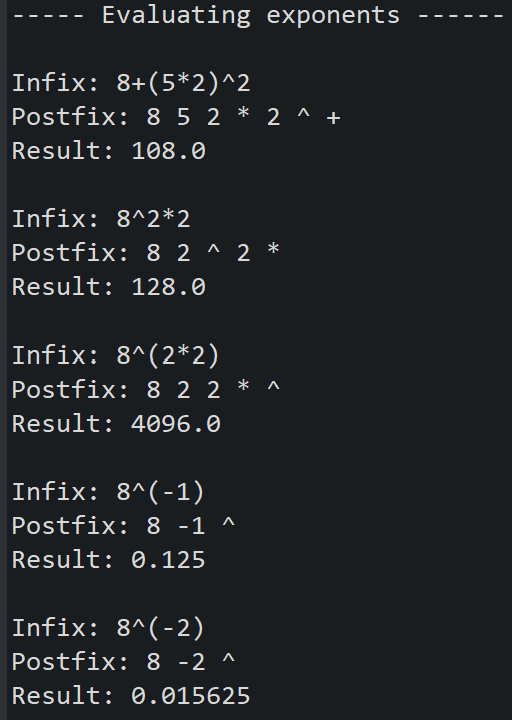 ----- Evaluating exponents ------
Infix: 8+(5*2)^2
Postfix: 8 5 2 * 2 ^ +
Result: 108.0
Infix: 8^2*2
Postfix: 8 2 ^ 2 *
Result: 128.0
Infix: 8^(2*2)
Postfix: 8 2 2 * ^
Result: 4096.0
Infix: 8^(-1)
Postfix: 8 -1 ^
Result: 0.125
Infix: 8^(-2)
Postfix: 8 -2 ^
Result: 0.015625